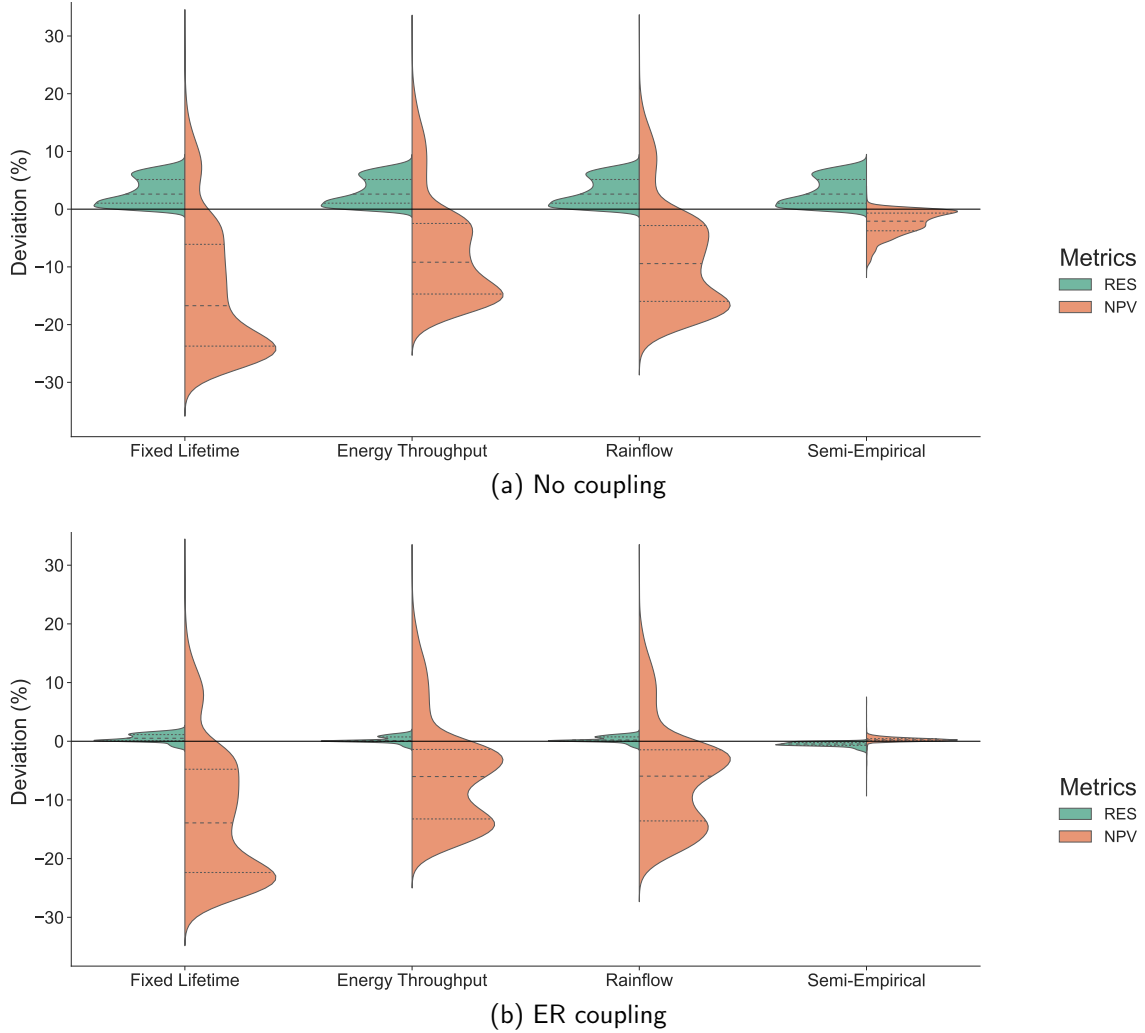 30
20
10
0
−10
−20
−30
Deviation (%)
Fixed Lifetime
Energy Throughput
Rainflow
Semi-Empirical
Metrics
RES
NPV
(a) No coupling
30
20
10
0
−10
−20
−30
Deviation (%)
Fixed Lifetime
Energy Throughput
Rainflow
Semi-Empirical
Metrics
RES
NPV
(b) ER coupling